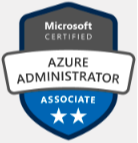 Microsoft
CERTIFIED
AZURE
ADMINISTRATOR
ASSOCIATE